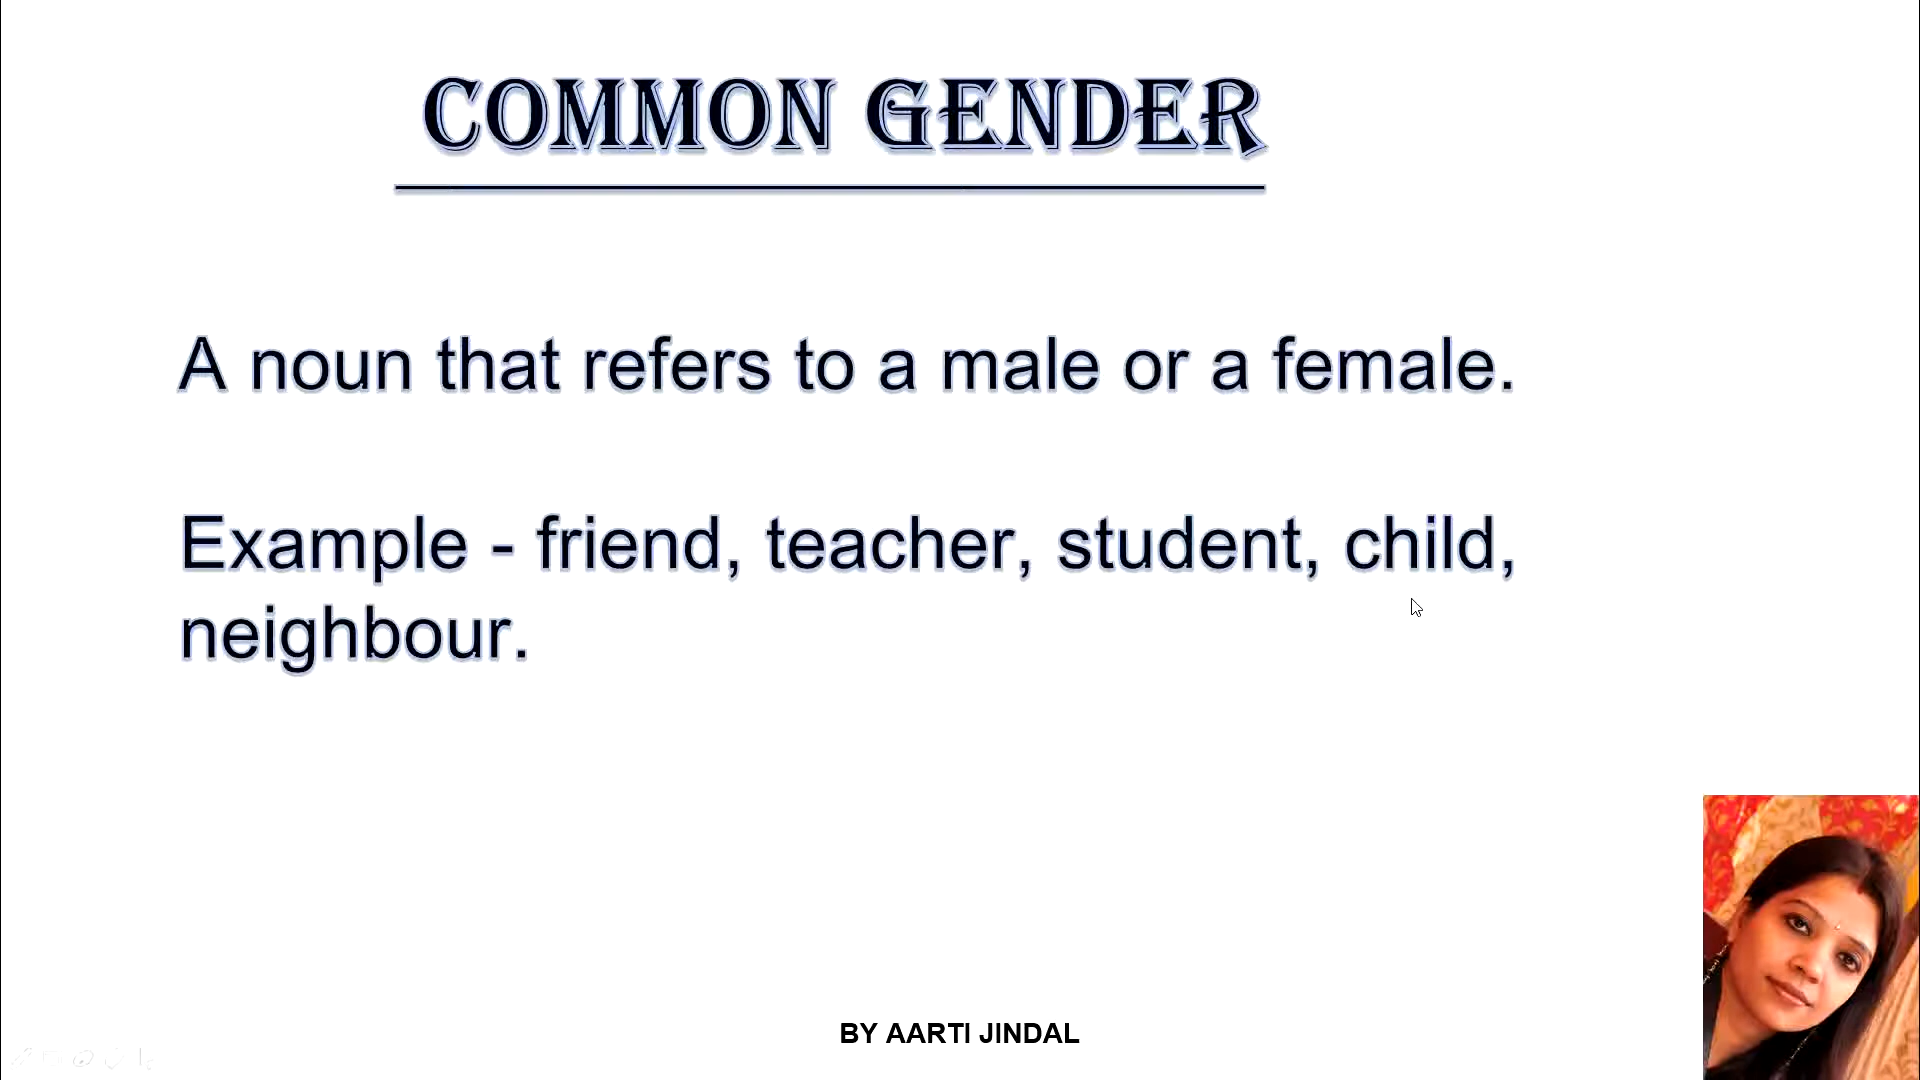 COMMON GENDER
A noun that refers to a male or a female.
Example - friend, teacher, student, child,
neighbour.
BY AARTI JINDAL